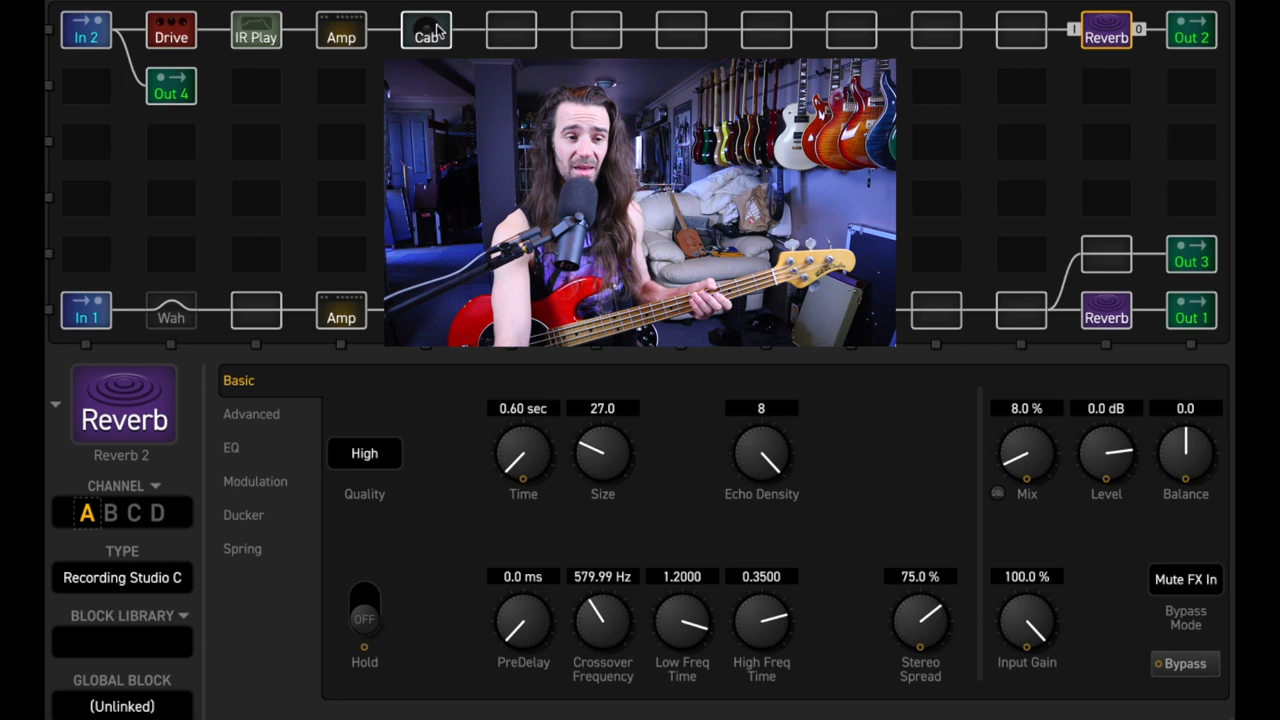 In 2
Drive
IR Play
Amp
Cab
I
Reverb
O
Out 2
Out 4
Out 3
In 1
Wah
Amp
Reverb
Out 1
Reverb
Reverb 2
CHANNEL
A B C D
TYPE
Recording Studio C
BLOCK LIBRARY
GLOBAL BLOCK
(Unlinked)
Basic
Advanced
EQ
Modulation
Ducker
Spring
High
Quality
0.60 sec
Time
27.0
Size
8
Echo Density
8.0 %
Mix
0.0 dB
Level
0.0
Balance
OFF
Hold
0.0 ms
PreDelay
579.99 Hz
Crossover
Frequency
1.2000
Low Freq
Time
0.3500
High Freq
Time
75.0 %
Stereo
Spread
100.0 %
Input Gain
Mute FX In
Bypass
Mode
Bypass